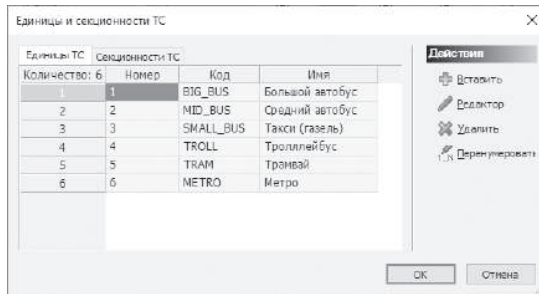 Единицы и секционности ТС
Единицы ТС Секционности ТС
Количество: 6 Номер Код Имя
1 1 BIG_BUS Большой автобус
2 2 MID_BUS Средний автобус
3 3 SMALL_BUS Такси (газель)
4 4 TROLL Тролллейбус
5 5 TRAM Трамвай
6 6 METRO Метро
Действия
Вставить
Редактор
Удалить
Перенумеровать
OK Отмена